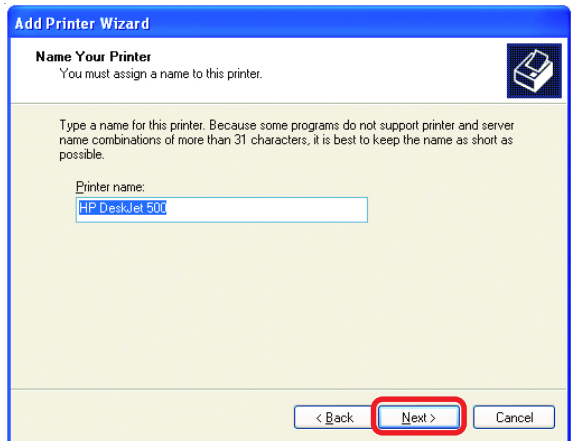 Add Printer Wizard
Name Your Printer
You must assign a name to this printer.
Type a name for this printer. Because some programs do not support printer and server
name combinations of more than 31 characters, it is best to keep the name as short as
possible.
Printer name:
HP DeskJet 500
< Back
Next >
Cancel